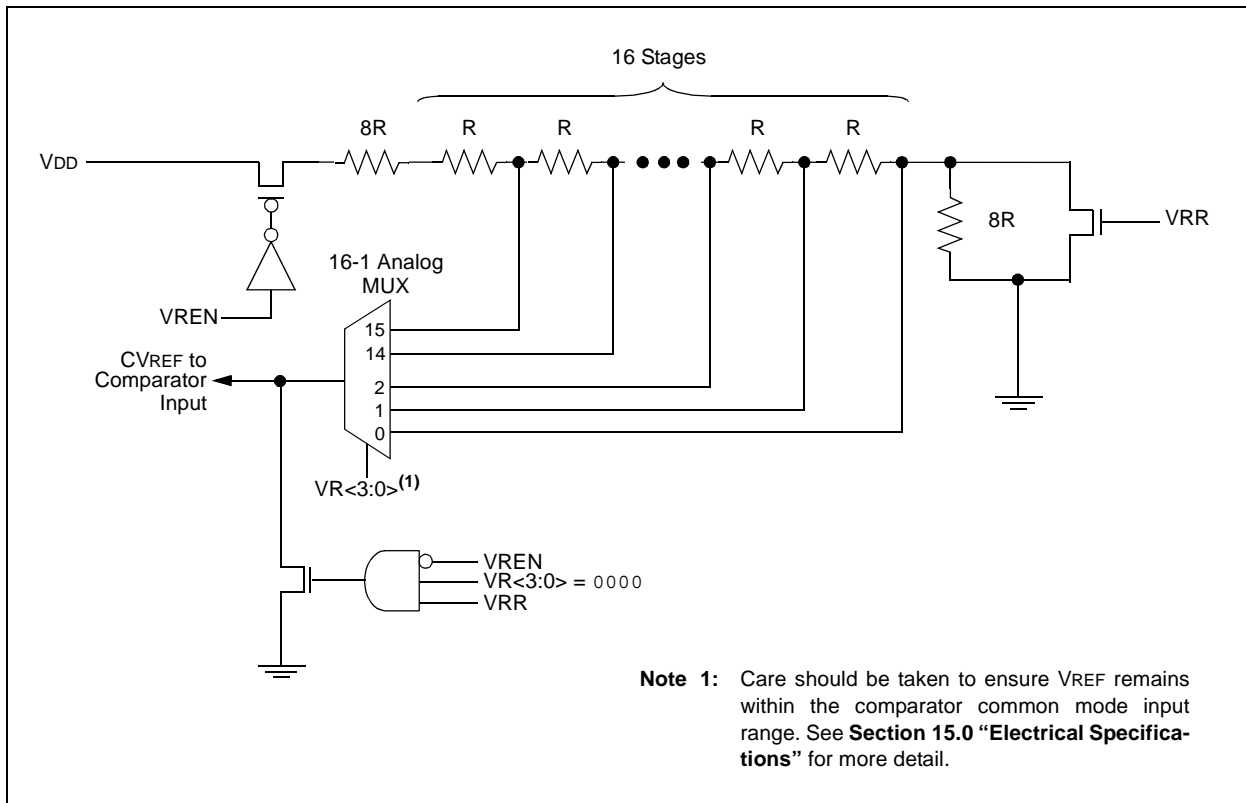 16 Stages
8R R R R R
VDD
8R
VRR
16-1 Analog
MUX
VREN
15
CVREF to
Comparator
Input
14
2
1
0
VR<3:0>(1)
VREN
VR<3:0> = 0000
VRR
Note 1: Care should be taken to ensure VREF remains
within the comparator common mode input
range. See Section 15.0 “Electrical Specifica-
tions” for more detail.